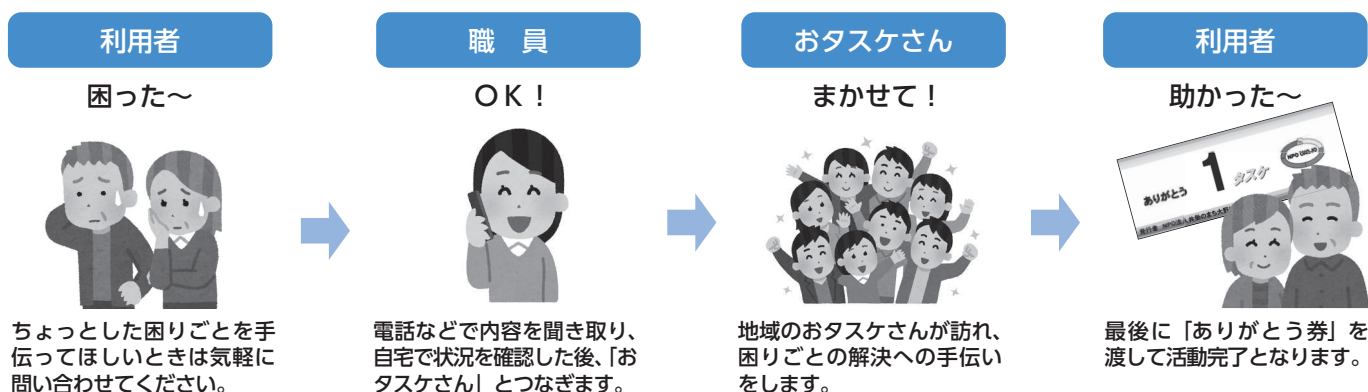 利用者
困った～
ちょっとした困りごとを手
伝ってほしいときは気軽に
問い合わせてください。
職　員
ＯＫ！
電話などで内容を聞き取り、
自宅で状況を確認した後、「お
タスケさん」とつなぎます。
おタスケさん
まかせて！
地域のおタスケさんが訪れ、
困りごとの解決への手伝い
をします。
利用者
助かった～
ありがとう 1 タスケ
最後に「ありがとう券」を
渡して活動完了となります。